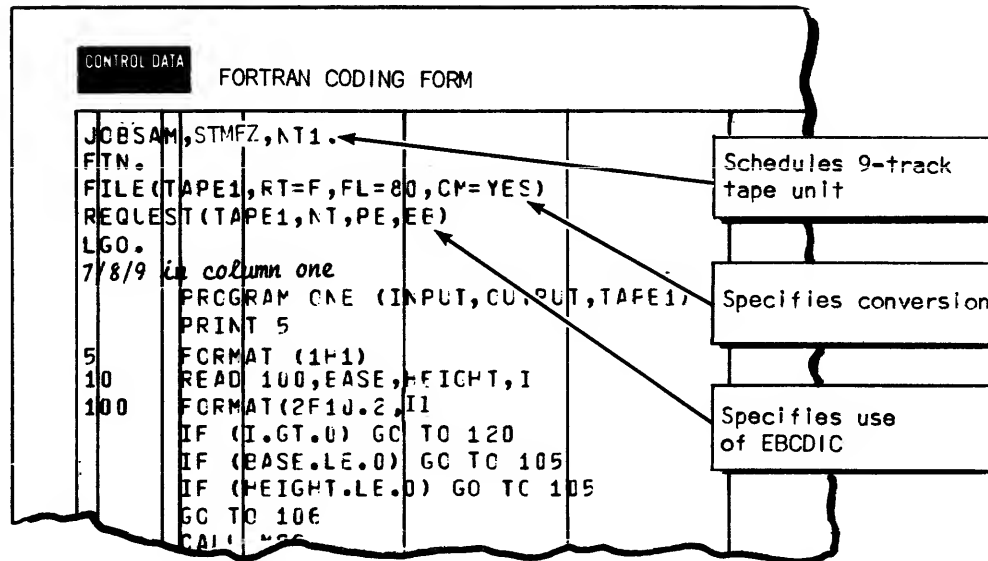 CONTROL DATA
FORTRAN CODING FORM
JOBSAM,STMFZ,NT1.
FTN.
FILE(TAPE1,RT=F,FL=80,CM=YES)
REQUEST(TAPE1,NT,PE,EB)
LGO.
7/8/9 in column one
PROGRAM ONE (INPUT,OUTPUT,TAPE1)
PRINT 5
5 FORMAT (1H1)
10 READ 100,BASE,HEIGHT,I
100 FORMAT(2F10.2,I1
IF (I.GT.0) GO TO 120
IF (BASE.LE.0) GO TO 105
IF (HEIGHT.LE.0) GO TO 105
GO TO 106
CALL
Schedules 9-track
tape unit
Specifies conversion
Specifies use
of EBCDIC